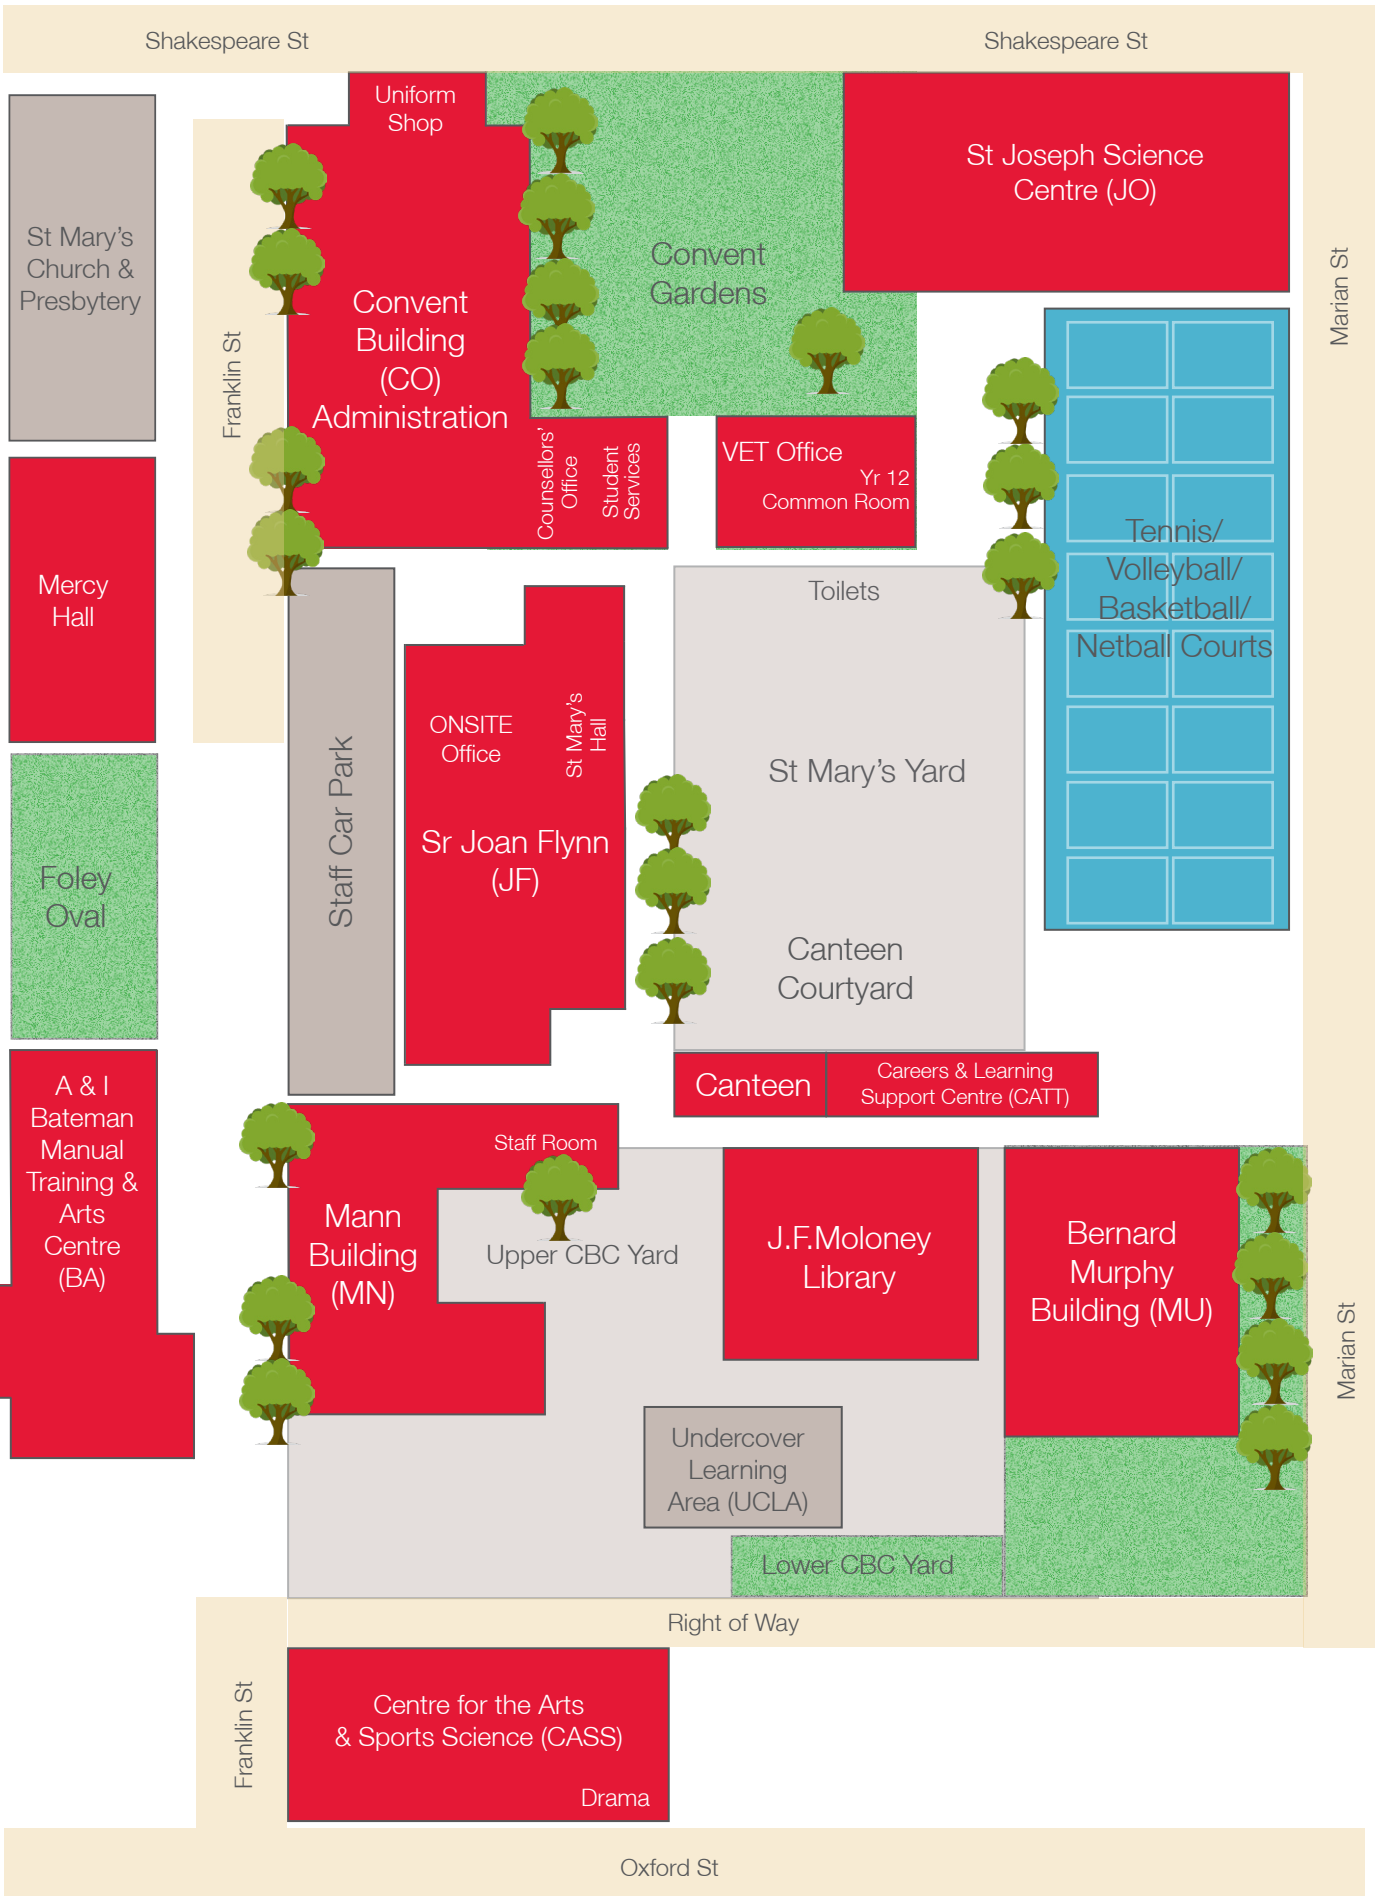 Shakespeare St
Shakespeare St
Uniform
Shop
St Joseph Science
Centre (JO)
St Mary’s
Church &
Presbytery
Convent
Gardens
Marian St
Franklin St
Convent
Building
(CO)
Administration
Counsellors’
Office
Student
Services
VET Office
Yr 12
Common Room
Tennis/
Volleyball/
Basketball/
Netball Courts
Mercy
Hall
Toilets
ONSITE
Office
St Mary’s
Hall
St Mary’s Yard
Staff Car Park
Sr Joan Flynn
(JF)
Foley
Oval
Canteen
Courtyard
Canteen
Careers & Learning
Support Centre (CATT)
A & I
Bateman
Manual
Training &
Arts
Centre
(BA)
Staff Room
Mann
Building
(MN)
Upper CBC Yard
J.F.Moloney
Library
Bernard
Murphy
Building (MU)
Marian St
Undercover
Learning
Area (UCLA)
Lower CBC Yard
Right of Way
Franklin St
Centre for the Arts
& Sports Science (CASS)
Drama
Oxford St